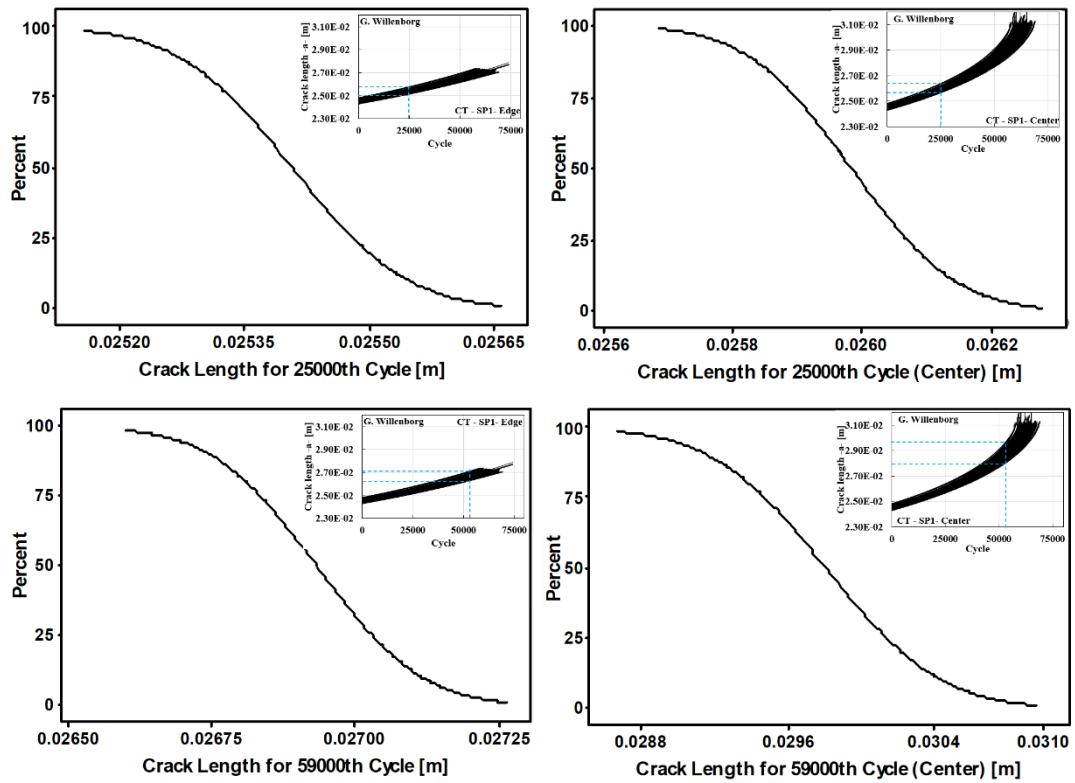 G. Willenborg
Crack length -a- [m]
3.10E-02
2.90E-02
2.70E-02
2.50E-02
2.30E-02
0
25000
50000
75000
Cycle
CT - SP1- Edge
Percent
100
75
50
25
0
0.02520
0.02535
0.02550
0.02565
Crack Length for 25000th Cycle [m]
G. Willenborg
Crack length -a- [m]
3.10E-02
2.90E-02
2.70E-02
2.50E-02
2.30E-02
0
25000
50000
75000
Cycle
CT - SP1- Center
Percent
100
75
50
25
0
0.0256
0.0258
0.0260
0.0262
Crack Length for 25000th Cycle (Center) [m]
G. Willenborg
CT - SP1- Edge
Crack length -a- [m]
3.10E-02
2.90E-02
2.70E-02
2.50E-02
2.30E-02
0
25000
50000
75000
Cycle
Percent
100
75
50
25
0
0.02650
0.02675
0.02700
0.02725
Crack Length for 59000th Cycle [m]
G. Willenborg
Crack length -a- [m]
3.10E-02
2.90E-02
2.70E-02
2.50E-02
2.30E-02
0
25000
50000
75000
Cycle
CT - SP1- Center
Percent
100
75
50
25
0
0.0288
0.0296
0.0304
0.0310
Crack Length for 59000th Cycle (Center) [m]